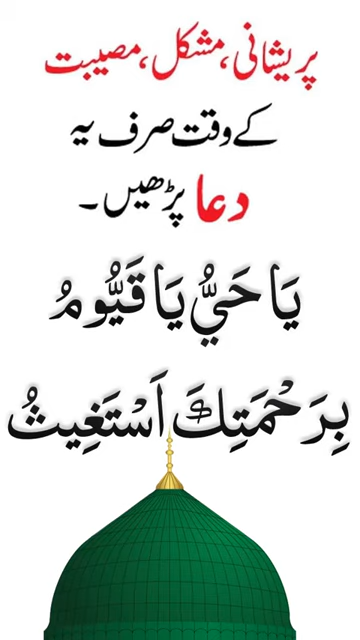 پریشانی، مشکل، مصیبت
کے وقت صرف یہ
دعا پڑھیں۔
يَا حَيُّ يَا قَيُّومُ
بِرَحْمَتِكَ اَسْتَغِيثُ